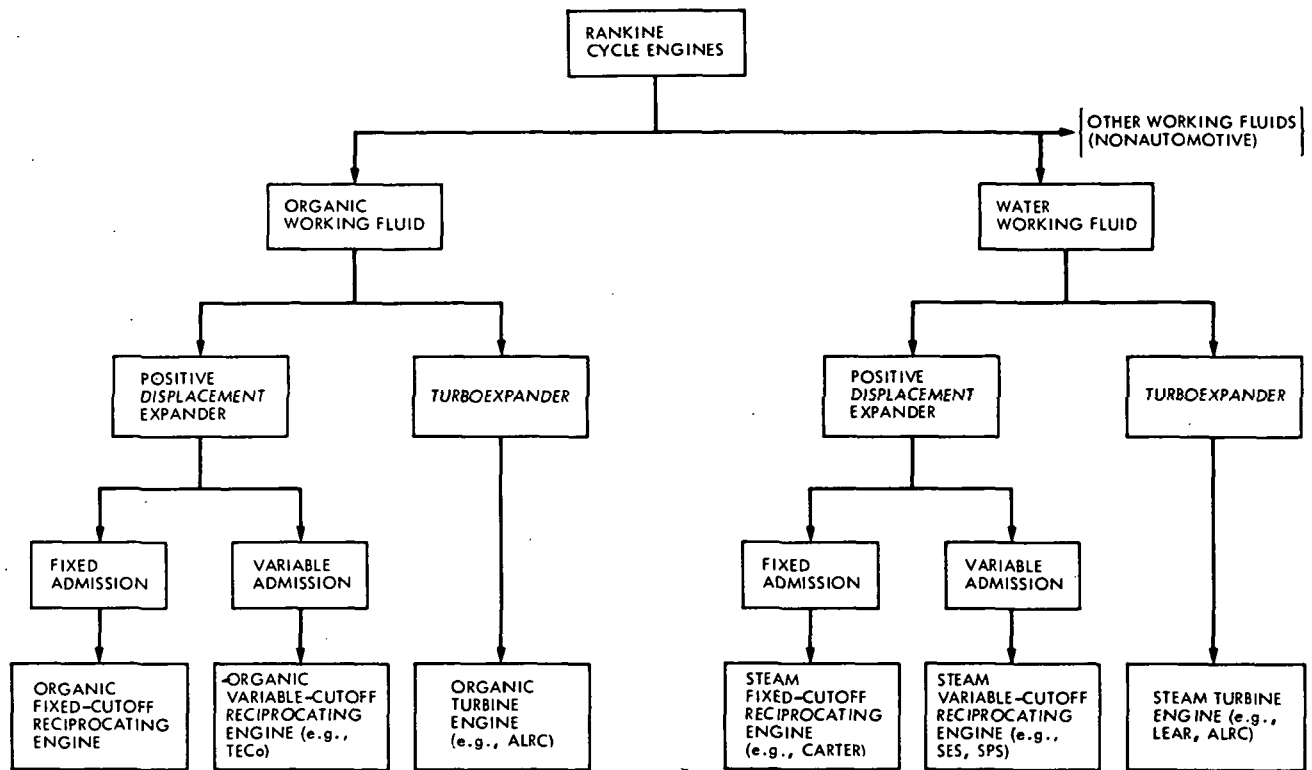 RANKINE
CYCLE ENGINES
OTHER WORKING FLUIDS
(NONAUTOMOTIVE)
ORGANIC
WORKING FLUID
WATER
WORKING FLUID
POSITIVE
DISPLACEMENT
EXPANDER
TURBOEXPANDER
POSITIVE
DISPLACEMENT
EXPANDER
TURBOEXPANDER
FIXED
ADMISSION
VARIABLE
ADMISSION
FIXED
ADMISSION
VARIABLE
ADMISSION
ORGANIC
FIXED-CUTOFF
RECIPROCATING
ENGINE
ORGANIC
VARIABLE-CUTOFF
RECIPROCATING
ENGINE (e.g.,
TECo)
ORGANIC
TURBINE
ENGINE
(e.g., ALRC)
STEAM
FIXED-CUTOFF
RECIPROCATING
ENGINE
(e.g., CARTER)
STEAM
VARIABLE-CUTOFF
RECIPROCATING
ENGINE (e.g.,
SES, SPS)
STEAM TURBINE
ENGINE (e.g.,
LEAR, ALRC)